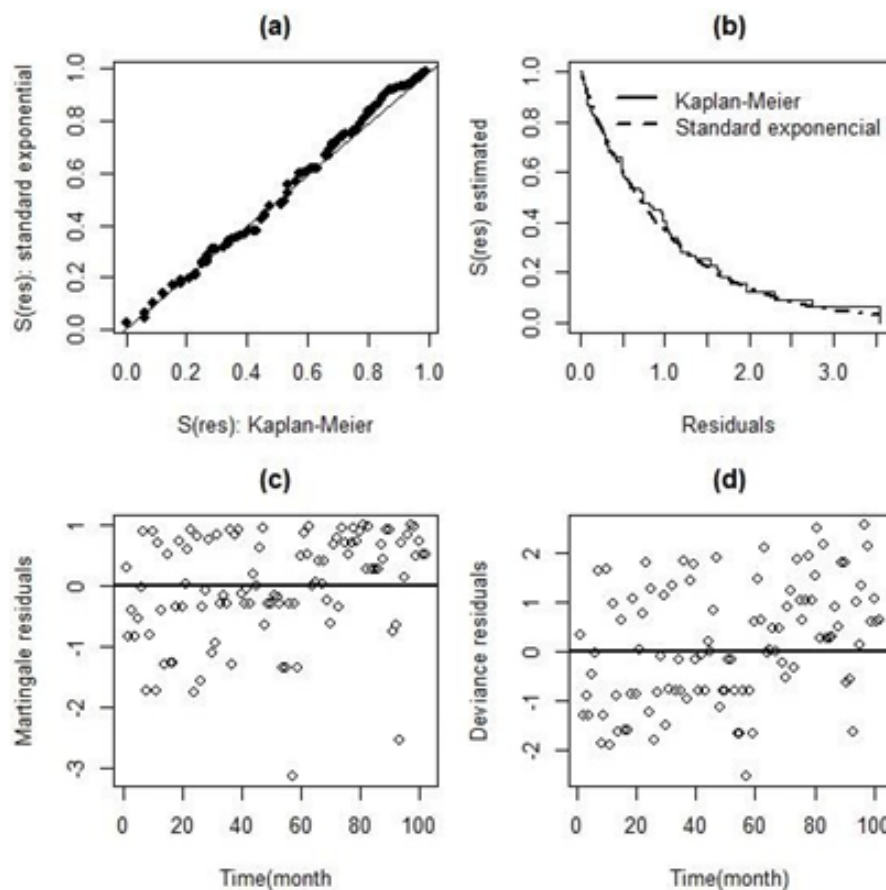 (a)
S(res): standard exponential
0.0 0.2 0.4 0.6 0.8 1.0
0.0 0.2 0.4 0.6 0.8 1.0
S(res): Kaplan-Meier
(b)
S(res) estimated
0.0 0.2 0.4 0.6 0.8 1.0
Kaplan-Meier
Standard exponencial
0.0 1.0 2.0 3.0
Residuals
(c)
Martingale residuals
-3 -2 -1 0 1
0 20 40 60 80 100
Time(month
(d)
Deviance residuals
-2 -1 0 1 2
0 20 40 60 80 100
Time(month)